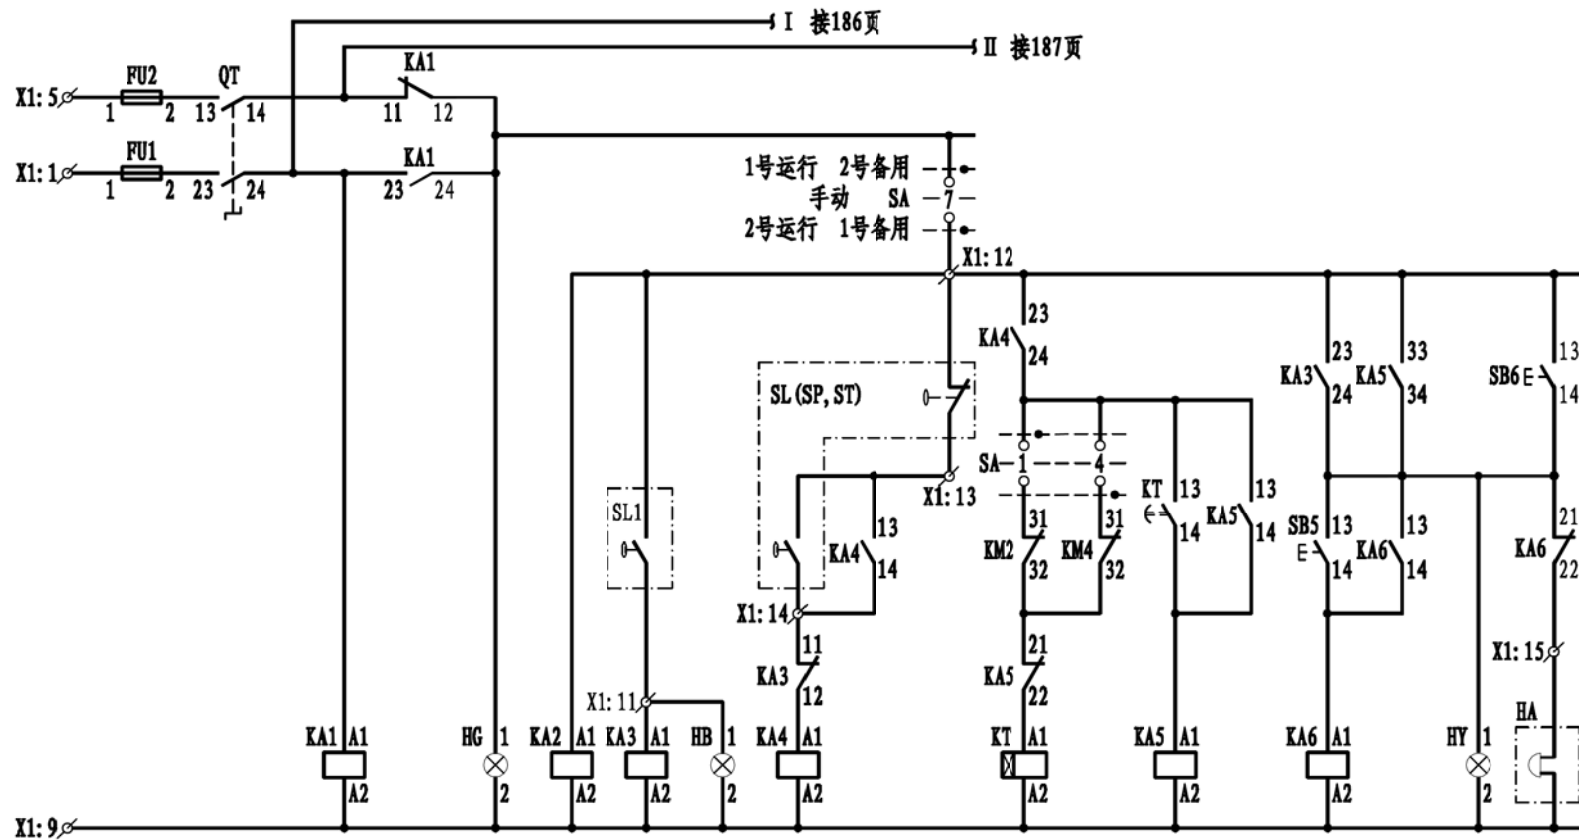 I 接186页
II 接187页
FU2 QT KA1
X1:5
1 2 13 14 11 12
FU1 KA1
X1:1
1 2 23 24 23 24
1号运行 2号备用
手动 SA 7
2号运行 1号备用
X1:12
23
KA4
24
23 33 13
KA3 KA5 SB6
24 34 14
SL(SP,ST)
SA 1 4
X1:13
SL1
13
KA4
14
31 31
KM2 KM4
32 32
13 13
KT KA5
14 14
13 13
SB5 KA6
14 14
21
KA6
22
X1:14
11
KA3
12
21
KA5
22
X1:15
X1:11
HA
KA1 A1 HG 1 KA2 A1 KA3 A1 HB 1 KA4 A1 KT A1 KA5 A1 KA6 A1 HY 1
A2 2 A2 A2 2 A2 A2 A2 A2 2
X1:9